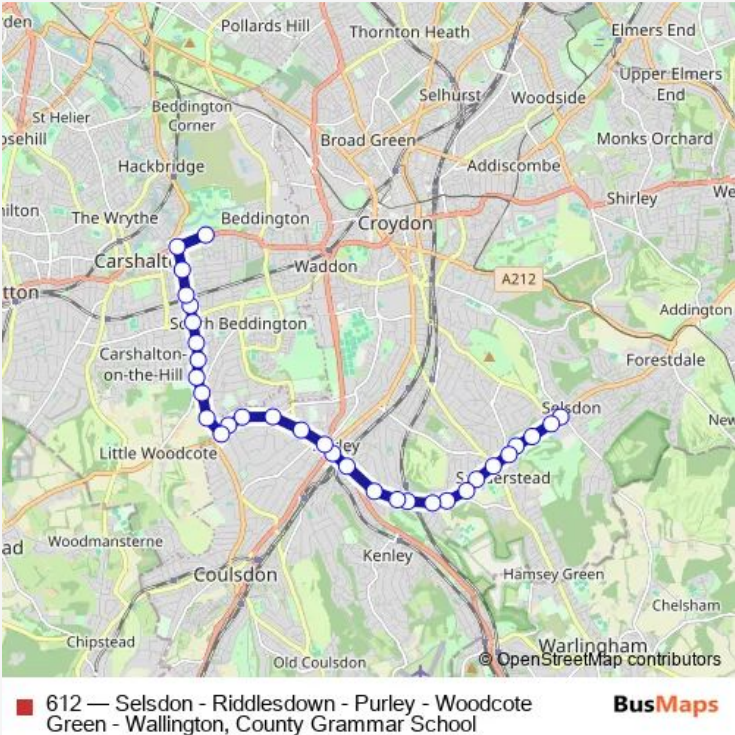 Pollards Hill
Thornton Heath
Elmers End
Upper Elmers
End
Selhurst
Woodside
Beddington
Corner
St Helier
Broad Green
Monks Orchard
Hackbridge
Addiscombe
Shirley
The Wrythe
Beddington
Croydon
Carshalt
Waddon
A212
Addington
South Beddington
Carshalton-
on-the-Hill
Forestdale
Selsdon
Little Woodcote
Woodmansterne
Coulsdon
Kenley
Hamsey Green
Chelsham
Chipstead
Old Coulsdon
Warlingham
© OpenStreetMap contributors
612 — Selsdon - Riddlesdown - Purley - Woodcote
Green - Wallington, County Grammar School
BusMaps